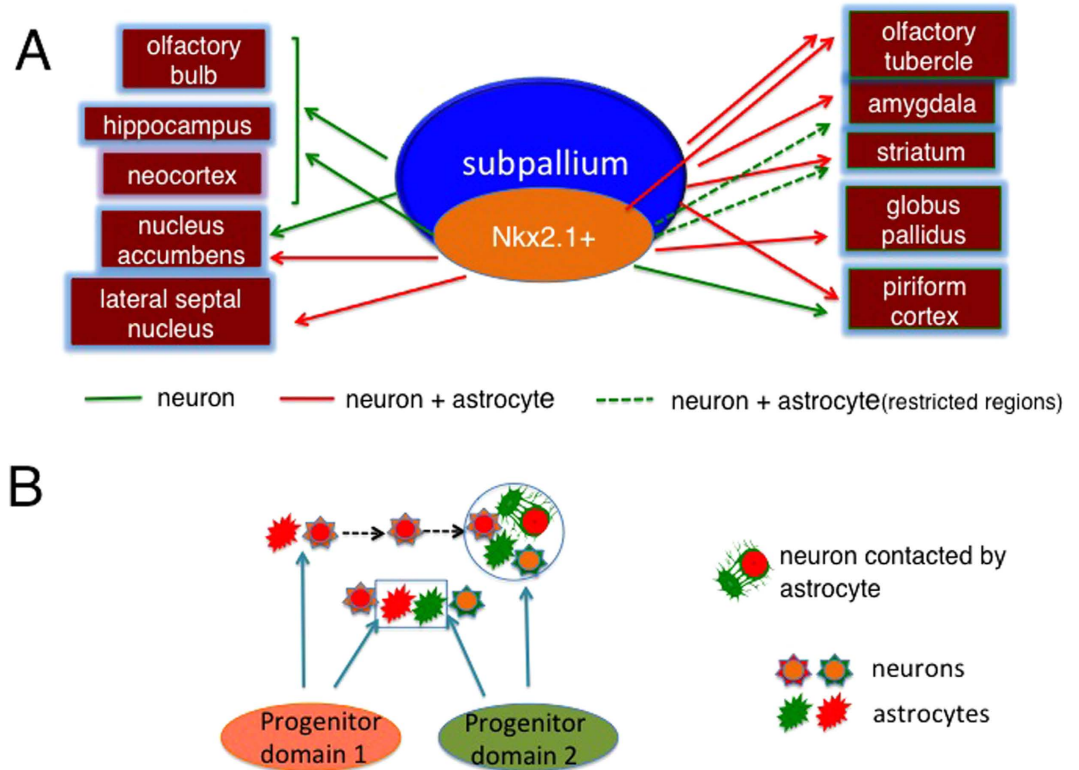 A
olfactory
bulb
hippocampus
neocortex
nucleus
accumbens
lateral septal
nucleus
subpallium
Nkx2.1+
olfactory
tubercle
amygdala
striatum
globus
pallidus
piriform
cortex
neuron
neuron + astrocyte
neuron + astrocyte(restricted regions)
B
neuron contacted by
astrocyte
neurons
astrocytes
Progenitor
domain 1
Progenitor
domain 2